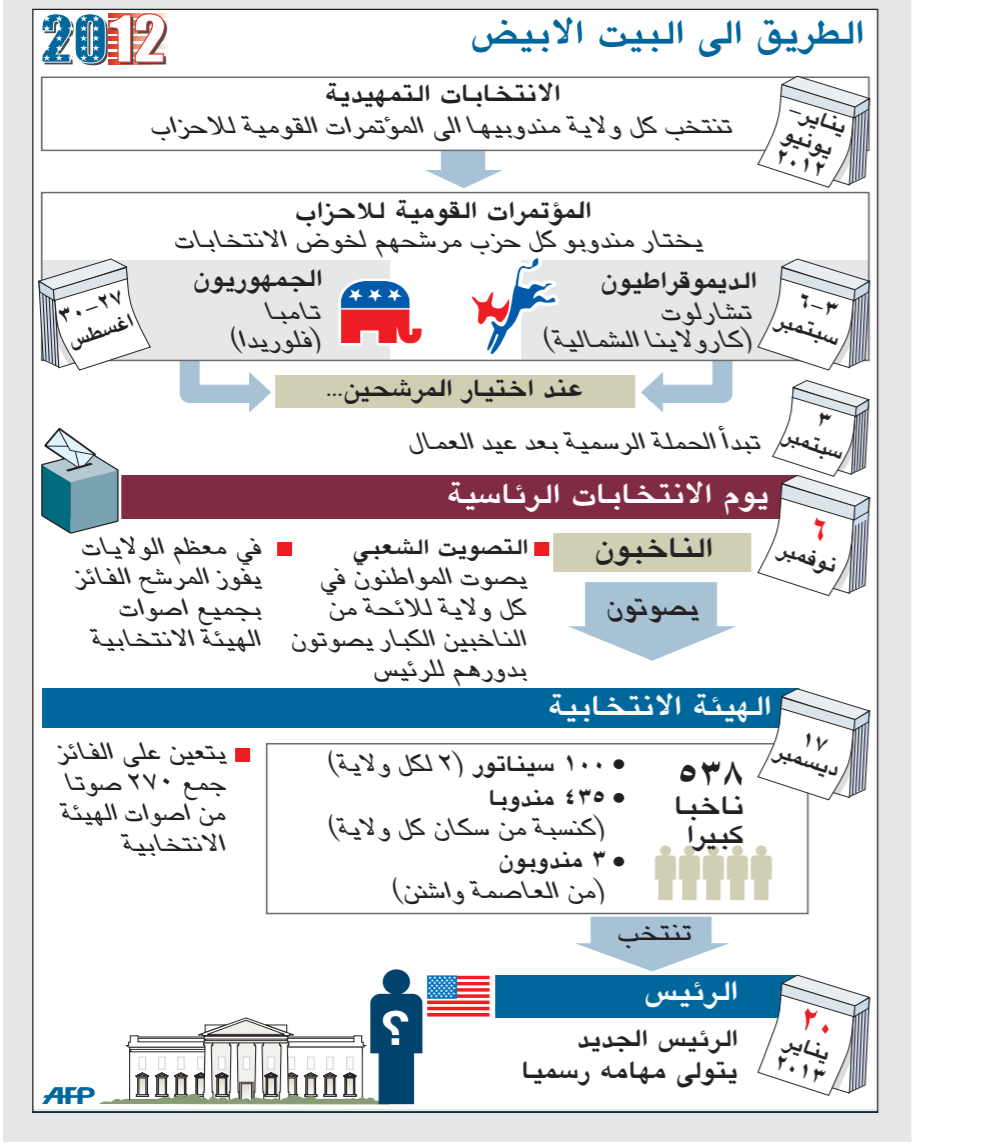 الطريق الى البيت الابيض
2012
الانتخابات التمهيدية
تنتخب كل ولاية مندوبيها الى المؤتمرات القومية للاحزاب
يناير–
يونيو
٢٠١٢
المؤتمرات القومية للاحزاب
يختار مندوبو كل حزب مرشحهم لخوض الانتخابات
٣–٦
سبتمبر
الديموقراطيون
تشارلوت
(كارولاينا الشمالية)
الجمهوريون
تامبا
(فلوريدا)
٢٧–٣٠
اغسطس
عند اختيار المرشحين...
٣
سبتمبر
تبدأ الحملة الرسمية بعد عيد العمال
يوم الانتخابات الرئاسية
٦
نوفمبر
الناخبون
يصوتون
التصويت الشعبي
يصوت المواطنون في
كل ولاية للائحة من
الناخبين الكبار يصوتون
بدورهم للرئيس
في معظم الولايات
يفوز المرشح الفائز
بجميع اصوات
الهيئة الانتخابية
الهيئة الانتخابية
١٧
ديسمبر
٥٣٨
ناخبا
كبيرا
• ١٠٠ سيناتور (٢ لكل ولاية)
• ٤٣٥ مندوبا
(كنسبة من سكان كل ولاية)
• ٣ مندوبون
(من العاصمة واشنن)
يتعين على الفائز
جمع ٢٧٠ صوتا
من اصوات الهيئة
الانتخابية
تنتخب
الرئيس
٢٠
يناير
٢٠١٣
الرئيس الجديد
يتولى مهامه رسميا
؟
AFP